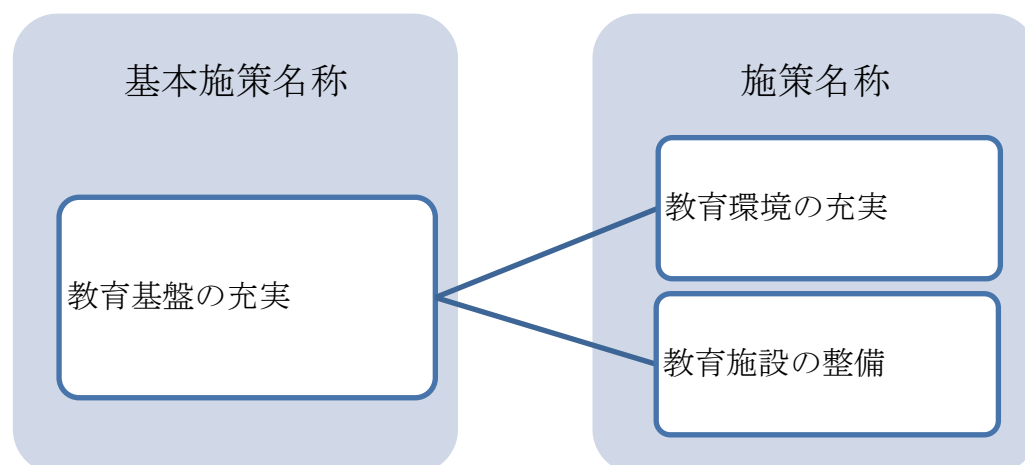 基本施策名称
教育基盤の充実
施策名称
教育環境の充実
教育施設の整備